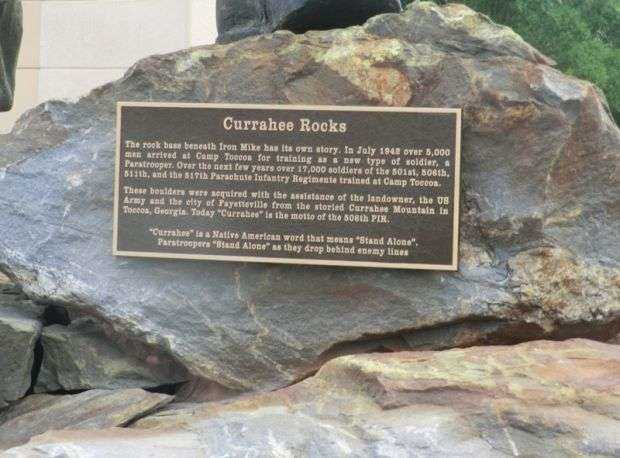 Currahee Rocks
The rock base beneath Iron Mike has its own story. In July 1942 over 5,000
men arrived at Camp Toccoa for training as a new type of soldier, a
Paratrooper. Over the next few years over 17,000 soldiers of the 501st, 506th,
511th, and the 517th Parachute Infantry Regiments trained at Camp Toccoa.
These boulders were acquired with the assistance of the landowner, the US
Army and the city of Fayetteville from the storied Currahee Mountain in
Toccoa, Georgia. Today "Currahee" is the motto of the 506th PIR.
"Currahee" is a Native American word that means "Stand Alone".
Paratroopers "Stand Alone" as they drop behind enemy lines